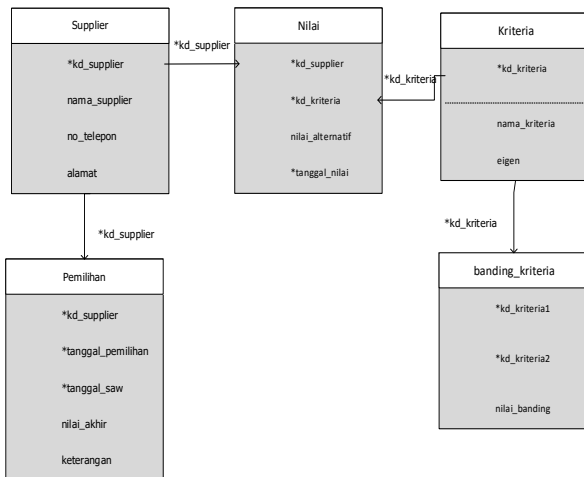 Supplier
*kd_supplier
nama_supplier
no_telepon
alamat
*kd_supplier
Nilai
*kd_supplier
*kd_kriteria
nilai_alternatif
*tanggal_nilai
*kd_kriteria
Kriteria
*kd_kriteria
nama_kriteria
eigen
*kd_supplier
*kd_kriteria
Pemilihan
*kd_supplier
*tanggal_pemilihan
*tanggal_saw
nilai_akhir
keterangan
banding_kriteria
*kd_kriteria1
*kd_kriteria2
nilai_banding